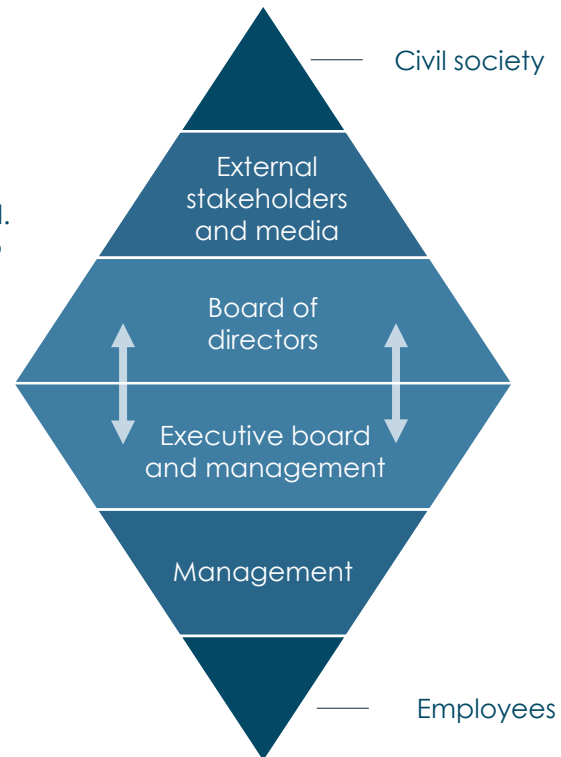 Civil society
External
stakeholders
and media
Board of
directors
Executive board
and management
Management
Employees